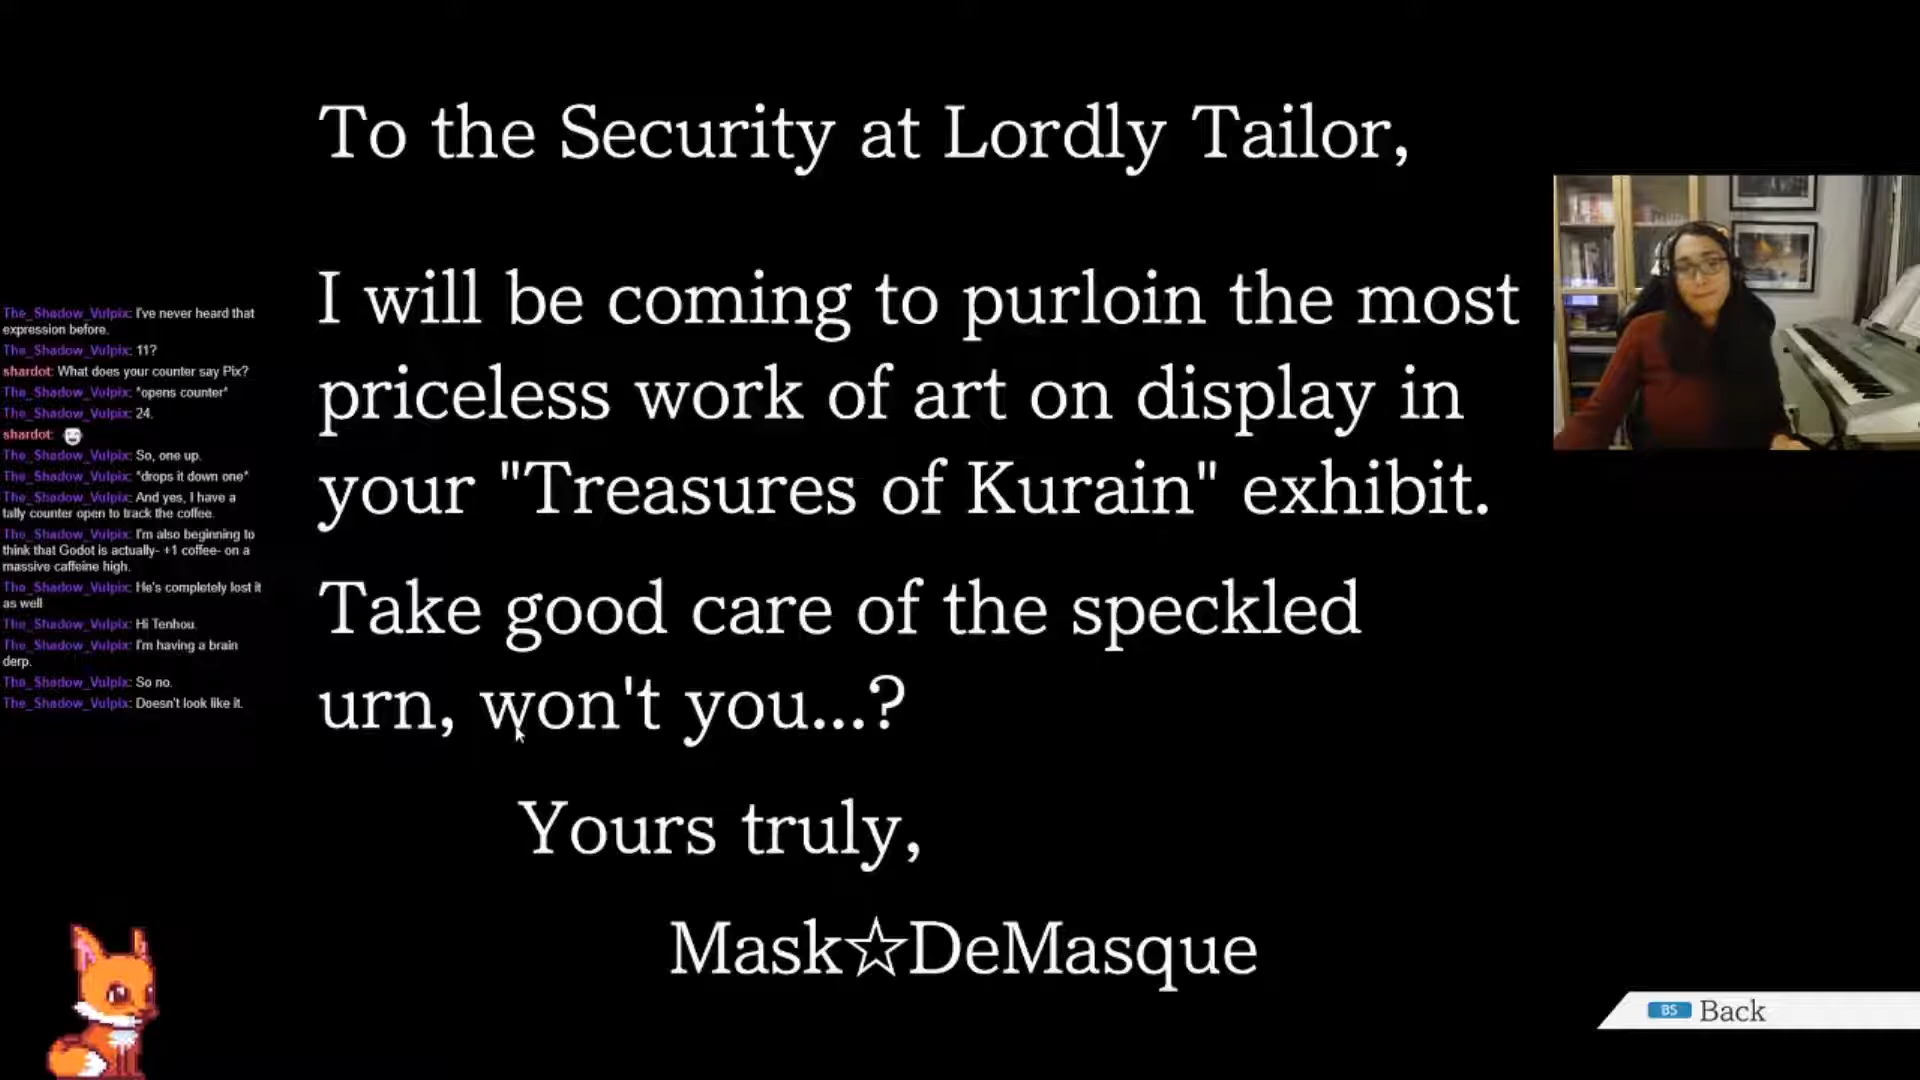 To the Security at Lordly Tailor,
I will be coming to purloin the most
priceless work of art on display in
your "Treasures of Kurain" exhibit.
Take good care of the speckled
urn, won't you...?
Yours truly,
Mask☆DeMasque
The_Shadow_Vulpix: I've never heard that
expression before.
The_Shadow_Vulpix: 11?
shardot: What does your counter say Pix?
The_Shadow_Vulpix: *opens counter*
The_Shadow_Vulpix: 24.
shardot:
The_Shadow_Vulpix: So, one up.
The_Shadow_Vulpix: *drops it down one*
The_Shadow_Vulpix: And yes, I have a
tally counter open to track the coffee.
The_Shadow_Vulpix: I'm also beginning to
think that Godot is actually- +1 coffee- on a
massive caffeine high.
The_Shadow_Vulpix: He's completely lost it
as well
The_Shadow_Vulpix: Hi Tenhou.
The_Shadow_Vulpix: I'm having a brain
derp.
The_Shadow_Vulpix: So no.
The_Shadow_Vulpix: Doesn't look like it.
BS Back